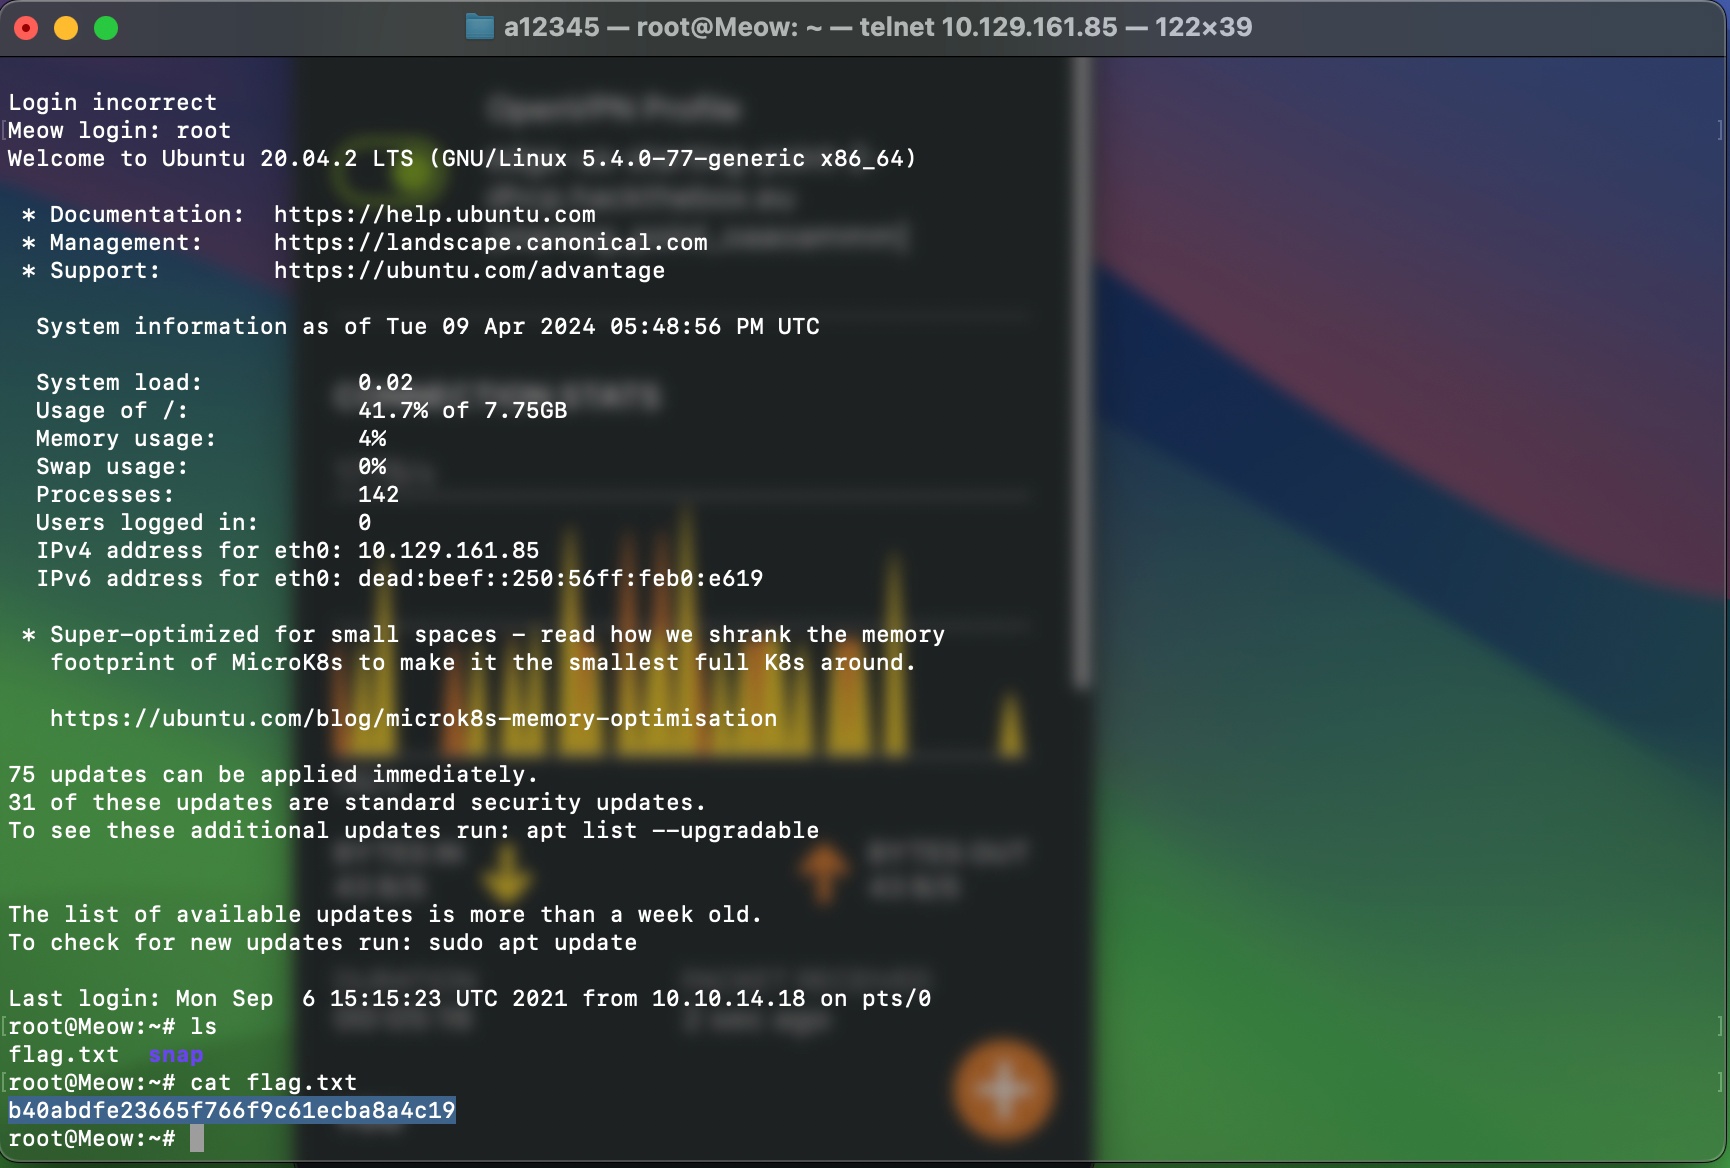 a12345 — root@Meow: ~ — telnet 10.129.161.85 — 122×39
Login incorrect
Meow login: root
Welcome to Ubuntu 20.04.2 LTS (GNU/Linux 5.4.0-77-generic x86_64)
* Documentation:  https://help.ubuntu.com
* Management:     https://landscape.canonical.com
* Support:        https://ubuntu.com/advantage
System information as of Tue 09 Apr 2024 05:48:56 PM UTC
System load:           0.02
Usage of /:            41.7% of 7.75GB
Memory usage:          4%
Swap usage:            0%
Processes:             142
Users logged in:       0
IPv4 address for eth0: 10.129.161.85
IPv6 address for eth0: dead:beef::250:56ff:feb0:e619
* Super-optimized for small spaces - read how we shrank the memory
footprint of MicroK8s to make it the smallest full K8s around.
https://ubuntu.com/blog/microk8s-memory-optimisation
75 updates can be applied immediately.
31 of these updates are standard security updates.
To see these additional updates run: apt list --upgradable
The list of available updates is more than a week old.
To check for new updates run: sudo apt update
Last login: Mon Sep  6 15:15:23 UTC 2021 from 10.10.14.18 on pts/0
root@Meow:~# ls
flag.txt  snap
root@Meow:~# cat flag.txt
b40abdfe23665f766f9c61ecba8a4c19
root@Meow:~#
OpenVPN Profile
CONNECTION STATS
BYTES IN
BYTES OUT